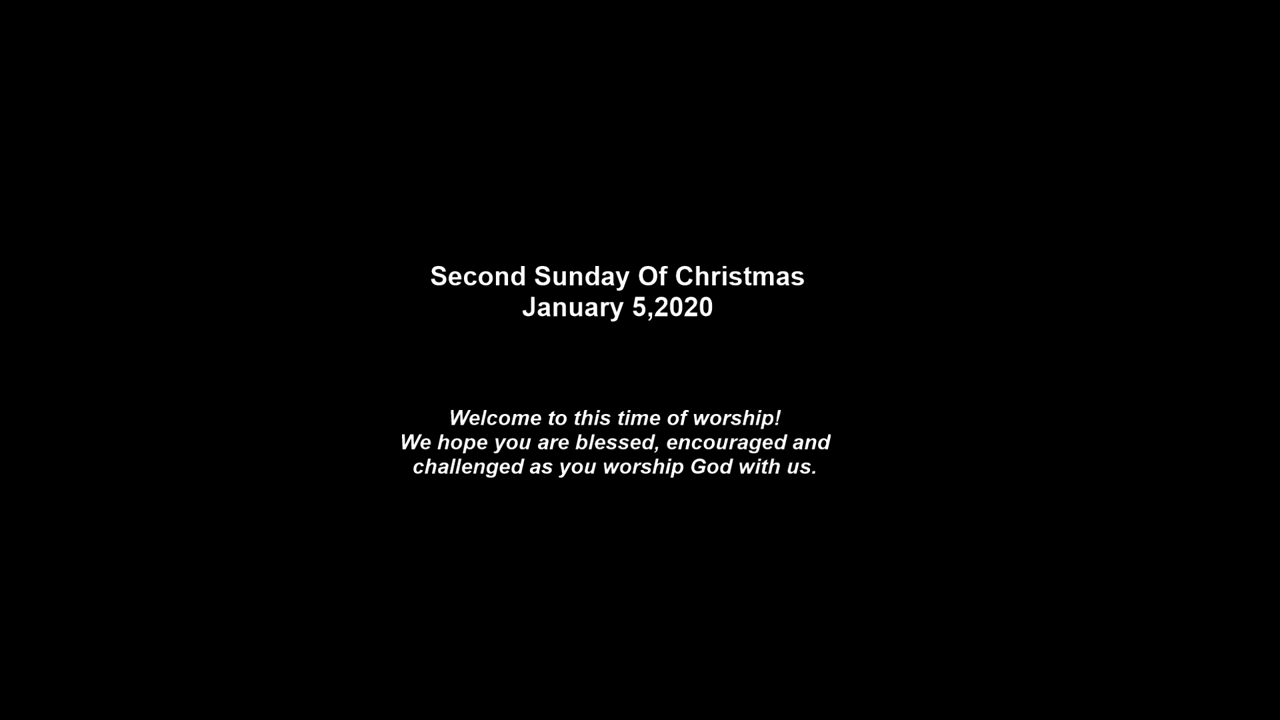 Second Sunday Of Christmas
January 5,2020
Welcome to this time of worship!
We hope you are blessed, encouraged and
challenged as you worship God with us.